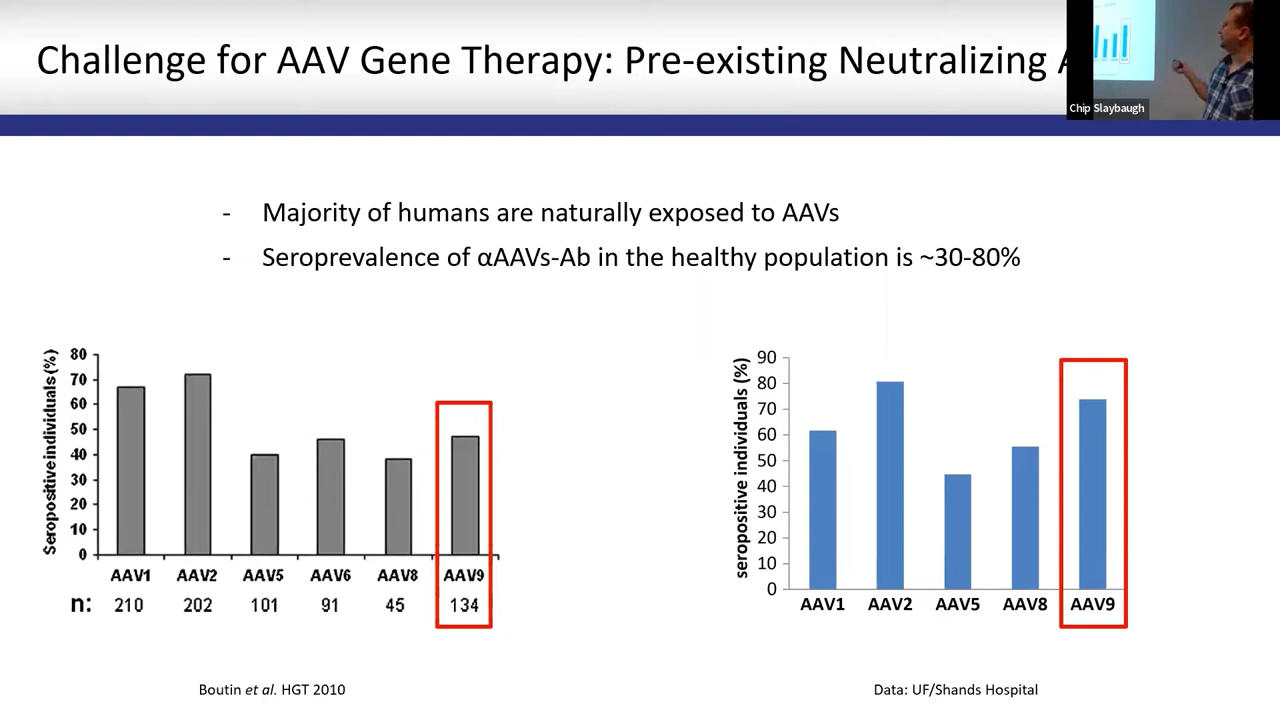 Challenge for AAV Gene Therapy: Pre-existing Neutralizing
Chip Slaybaugh
- Majority of humans are naturally exposed to AAVs
- Seroprevalence of αAAVs-Ab in the healthy population is ~30-80%
Seropositive individuals (%)
80
70
60
50
40
30
20
10
0
AAV1 AAV2 AAV5 AAV6 AAV8 AAV9
n: 210 202 101 91 45 134
Boutin et al. HGT 2010
seropositive individuals (%)
90
80
70
60
50
40
30
20
10
0
AAV1 AAV2 AAV5 AAV8 AAV9
Data: UF/Shands Hospital